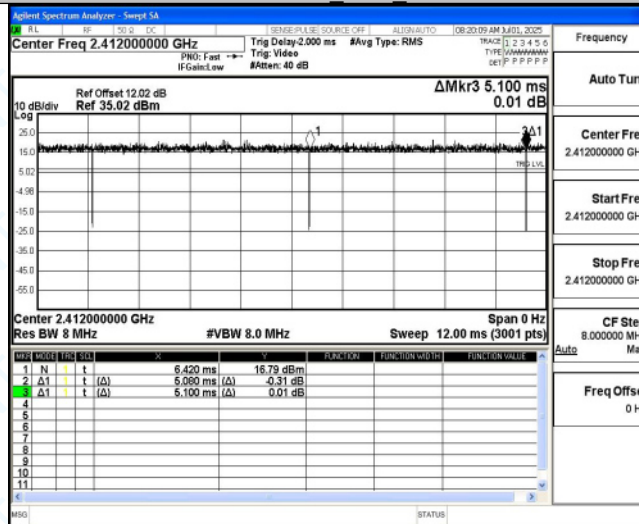 Agilent Spectrum Analyzer - Swept SA
RL RF 50 Ω DC SENSE:PULSE SOURCE OFF ALIGNAUTO 08:20:09 AM Jul 01, 2025
Center Freq 2.412000000 GHz
PNO: Fast
IFGain:Low
Trig Delay-2.000 ms
Trig: Video
#Atten: 40 dB
#Avg Type: RMS
TRACE 1 2 3 4 5 6
TYPE
DET P P P P P P
Frequency
Ref Offset 12.02 dB
Ref 35.02 dBm
10 dB/div
Log
ΔMkr3 5.100 ms
0.01 dB
25.0
15.0
5.02
-4.98
-15.0
-25.0
-35.0
-45.0
-55.0
1
3Δ1
TRIG LVL
Center 2.412000000 GHz
Res BW 8 MHz
#VBW 8.0 MHz
Span 0 Hz
Sweep 12.00 ms (3001 pts)
MKR MODE TRC SCL X Y FUNCTION FUNCTION WIDTH FUNCTION VALUE
1 N 1 t 6.420 ms 16.79 dBm
2 Δ1 1 t (Δ) 5.080 ms (Δ) -0.31 dB
3 Δ1 1 t (Δ) 5.100 ms (Δ) 0.01 dB
4
5
6
7
8
9
10
11
MSG STATUS
Auto Tun
Center Fre
2.412000000 GH
Start Fre
2.412000000 GH
Stop Fre
2.412000000 GH
CF Ste
8.000000 MH
Auto Ma
Freq Offse
0 H